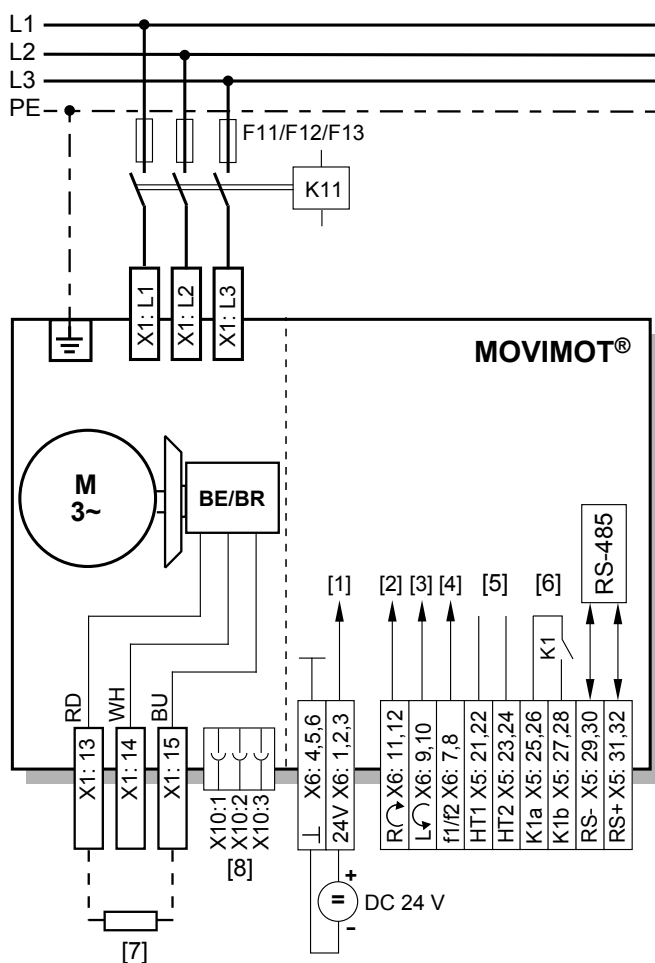 L1
L2
L3
PE
F11/F12/F13
K11
X1: L1
X1: L2
X1: L3
MOVIMOT®
M
3~
BE/BR
RS-485
[1]
[2]
[3]
[4]
[5]
[6]
K1
RD
WH
BU
X1: 13
X1: 14
X1: 15
X10:1
X10:2
X10:3
[8]
⊥ X6: 4,5,6
24V X6: 1,2,3
R X6: 11,12
L X6: 9,10
f1/f2 X6: 7,8
HT1 X5: 21,22
HT2 X5: 23,24
K1a X5: 25,26
K1b X5: 27,28
RS- X5: 29,30
RS+ X5: 31,32
+
=
-
DC 24 V
[7]